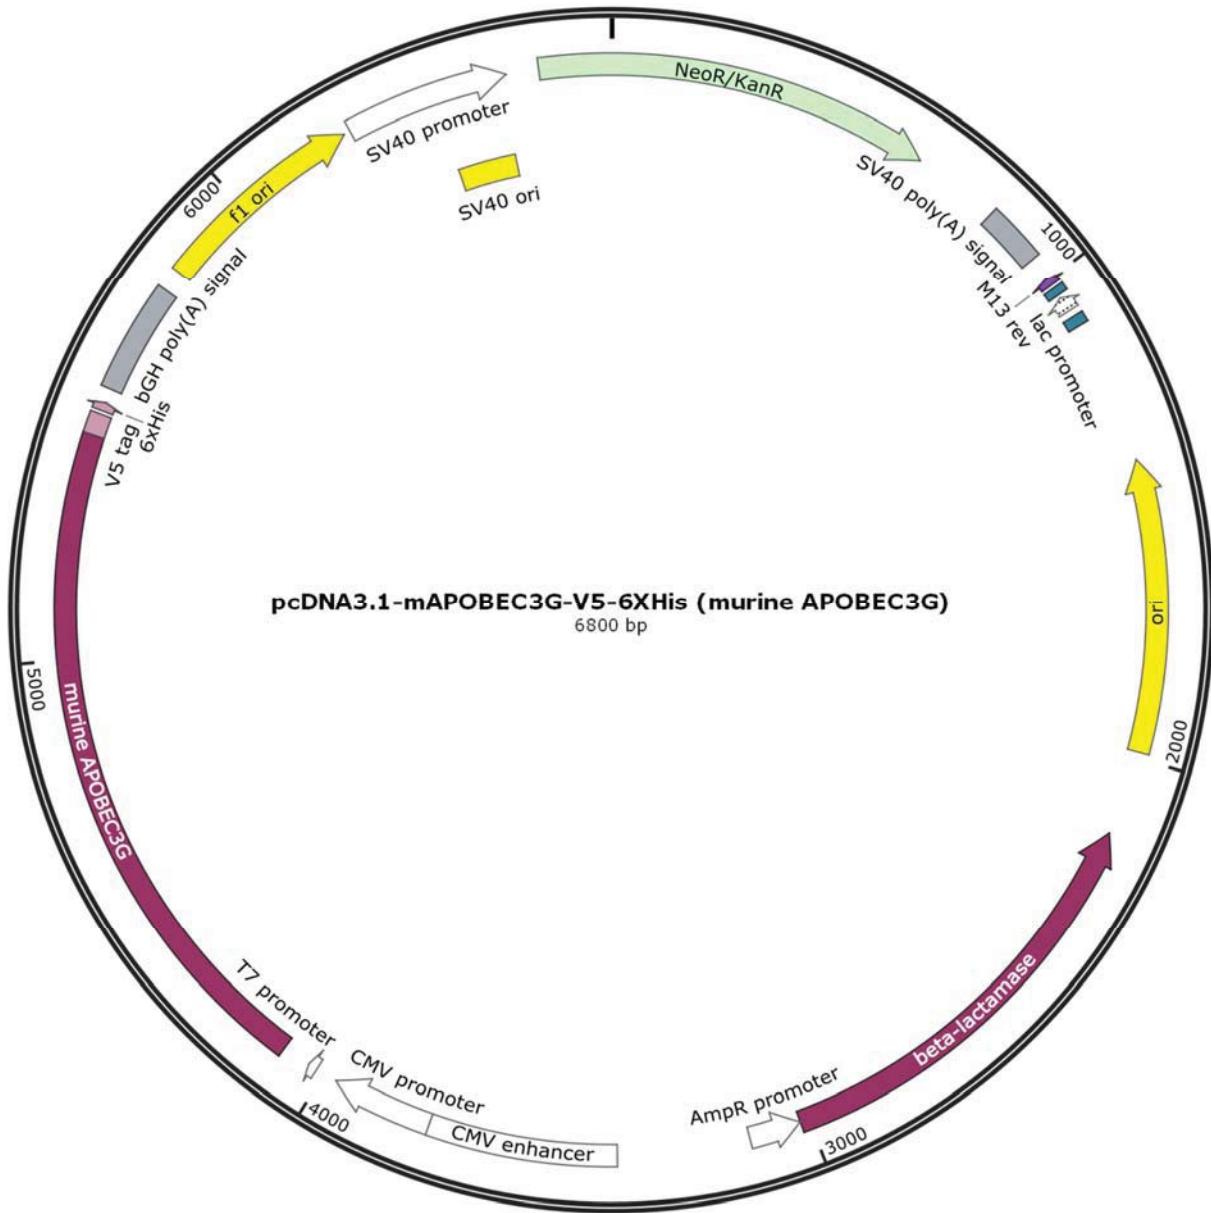 NeoR/KanR
SV40 promoter
SV40 ori
SV40 poly(A) signal
1000
M13 rev
lac promoter
ori
2000
beta-lactamase
3000
AmpR promoter
CMV enhancer
CMV promoter
4000
T7 promoter
murine APOBEC3G
5000
V5 tag
6xHis
bGH poly(A) signal
f1 ori
6000
pcDNA3.1-mAPOBEC3G-V5-6XHis (murine APOBEC3G)
6800 bp